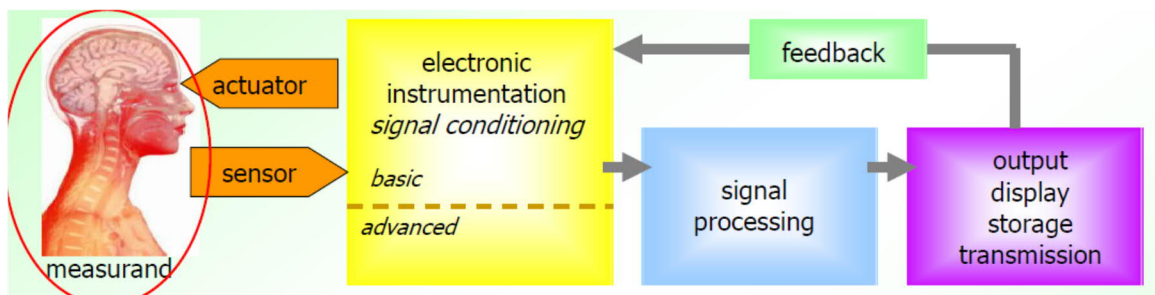 measurand
actuator
sensor
electronic
instrumentation
signal conditioning
basic
advanced
feedback
signal
processing
output
display
storage
transmission